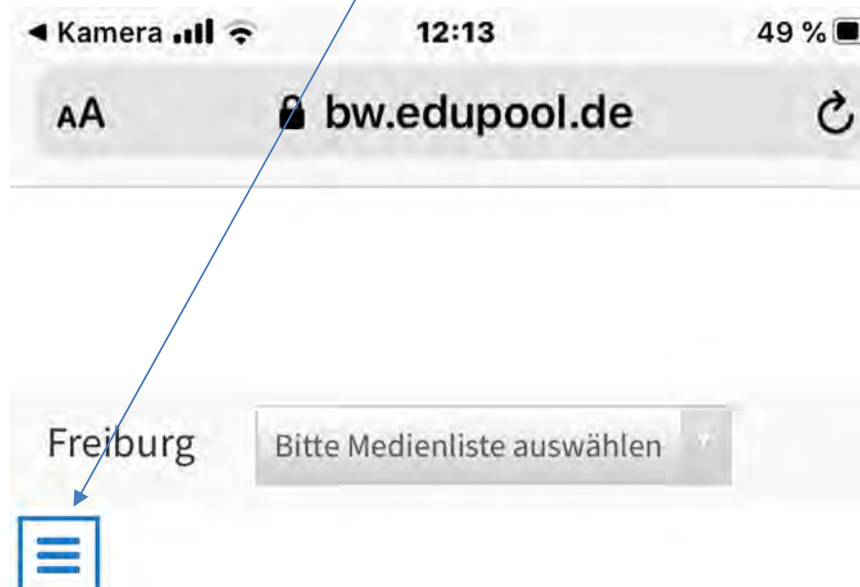 Kamera 12:13 49 %
AA bw.edupool.de
Freiburg Bitte Medienliste auswählen